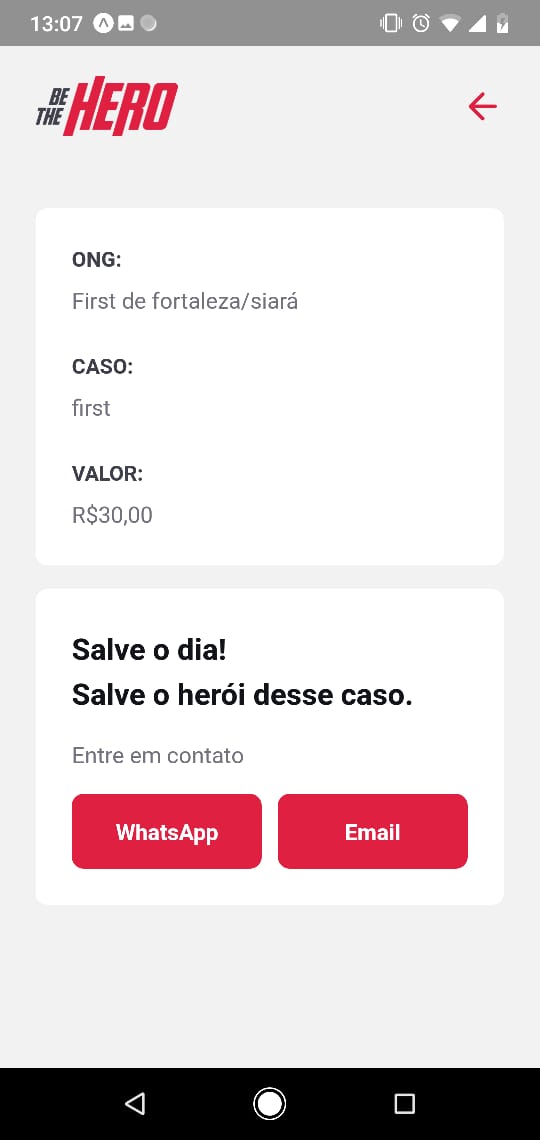 13:07
BE
THE HERO
ONG:
First de fortaleza/siará
CASO:
first
VALOR:
R$30,00
Salve o dia!
Salve o herói desse caso.
Entre em contato
WhatsApp Email